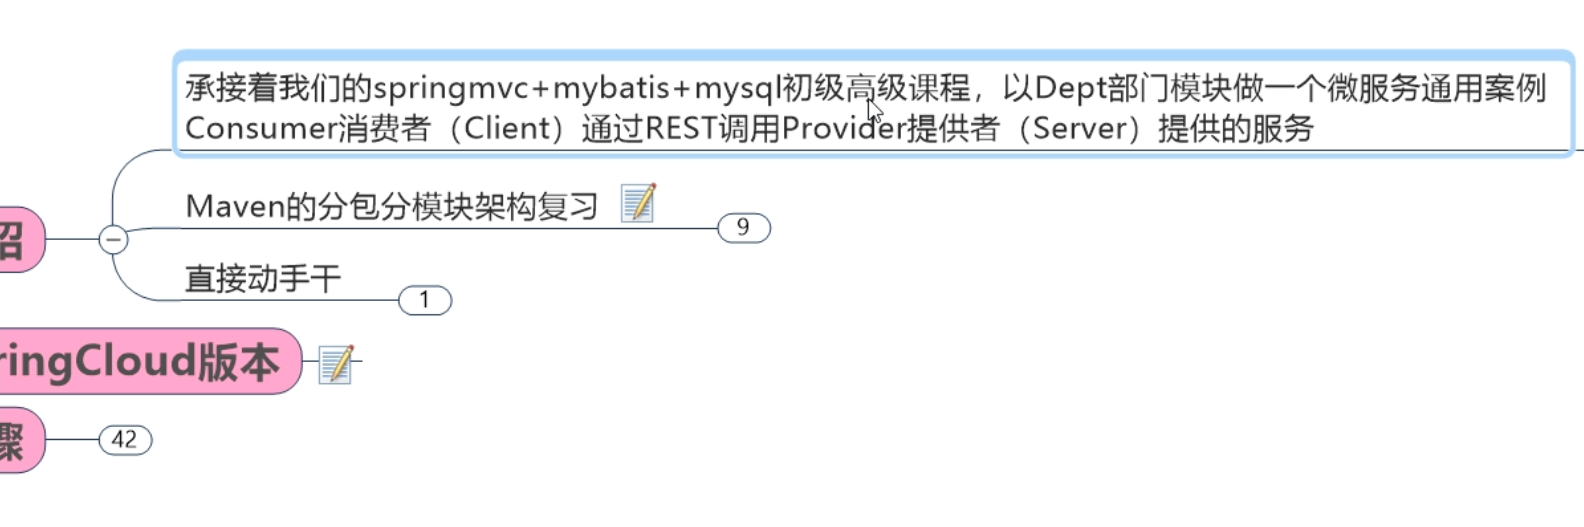 承接着我们的springmvc+mybatis+mysql初级高级课程，以Dept部门模块做一个微服务通用案例
Consumer消费者（Client）通过REST调用Provider提供者（Server）提供的服务
Maven的分包分模块架构复习
9
绍
直接动手干
1
ringCloud版本
骤
42